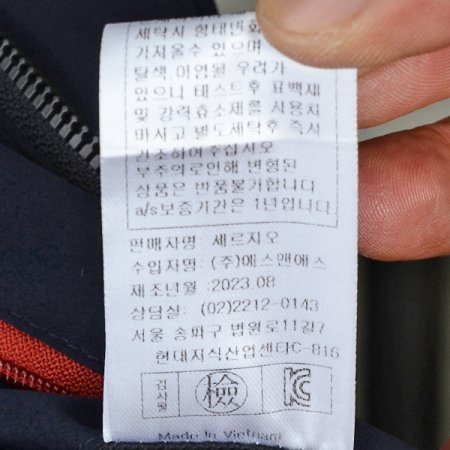 세탁시 형태변화
가져올수 있으며
탈색.이염될 우려가
있으니 테스트후 표백재
및 강력효소제를 사용치
마시고 별도세탁후 즉시
건조하여주십시오
부주의로인해 변형된
상품은 반품불가합니다
a/s보증기간은 1년입니다
판매자명: 세르지오
수입자명: (주)에스앤에스
제조년월 :2023.08
상담실: (02)2212-0143
서울 송파구 법원로11길7
현대지식산업센타C-816
검사필 檢
Made In Vietnam